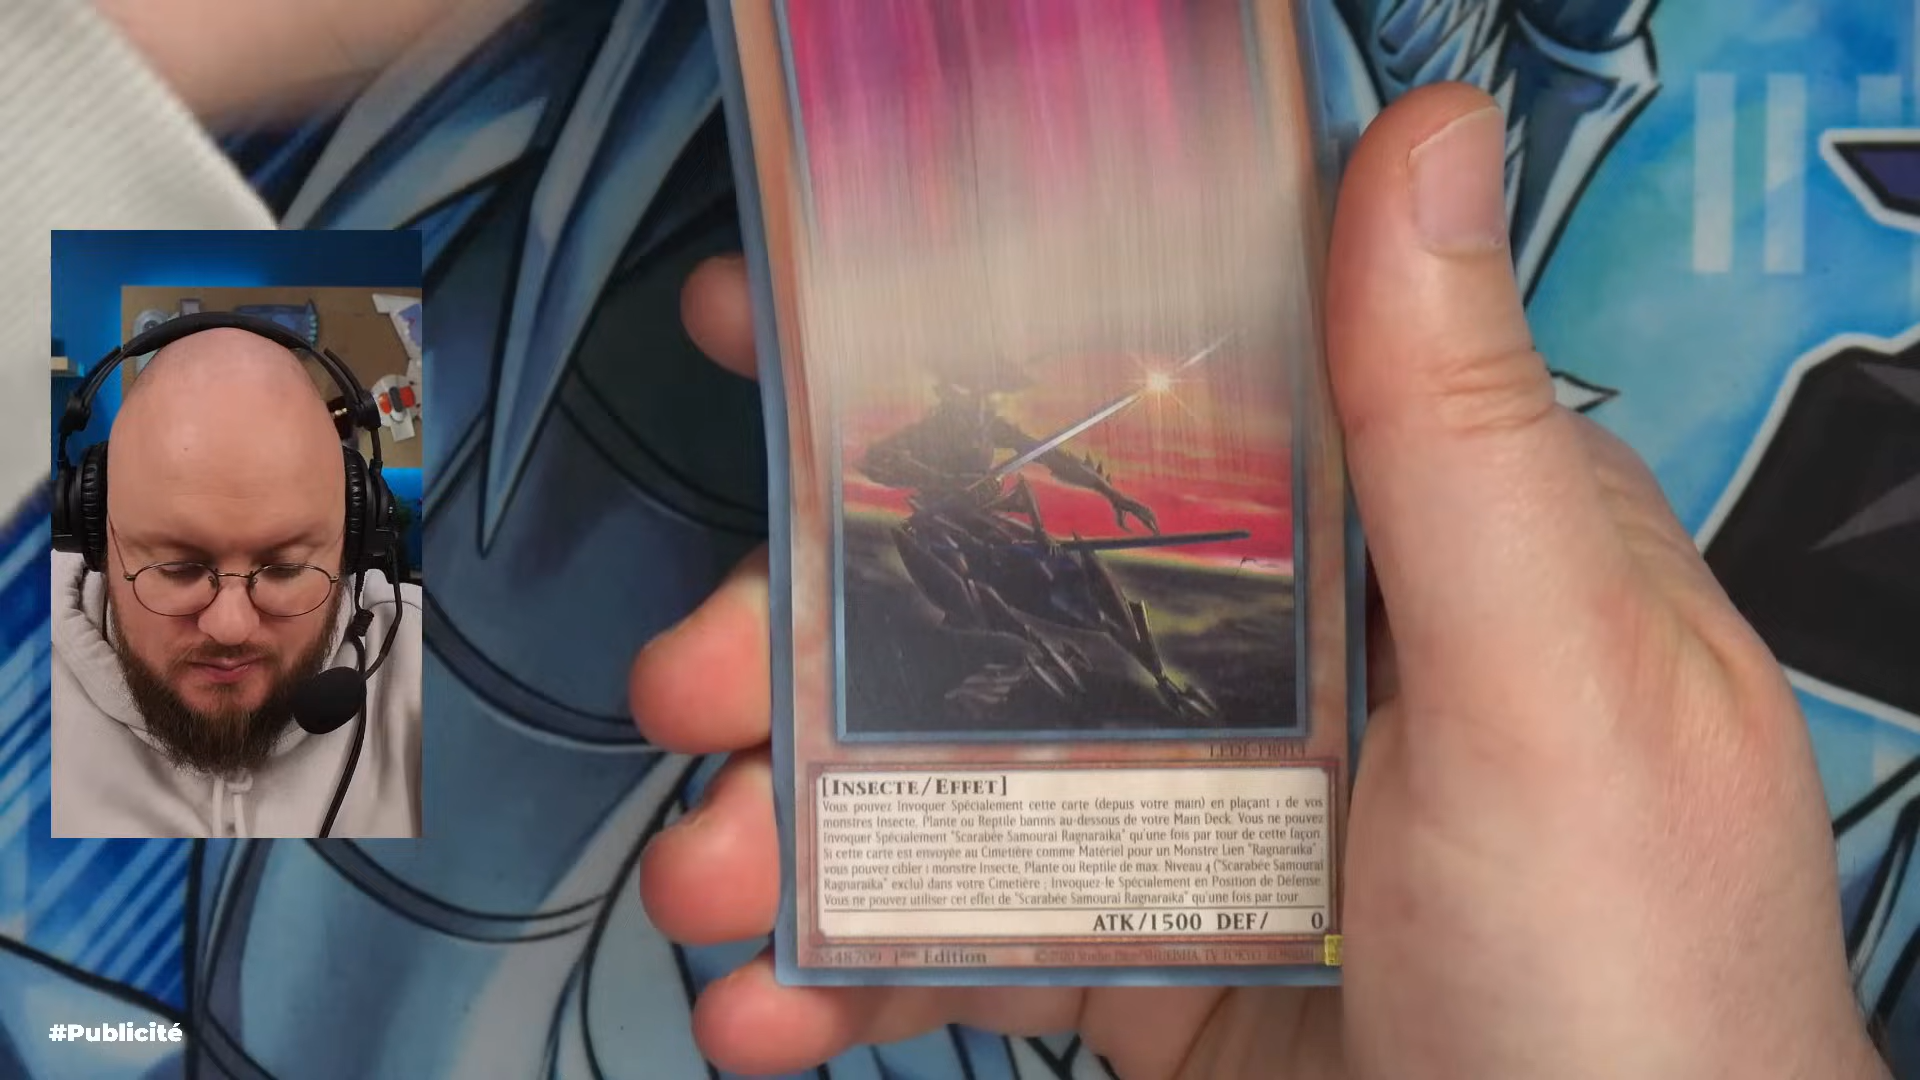 LEDE-FR011
[INSECTE/EFFET]
Vous pouvez Invoquer Spécialement cette carte (depuis votre main) en plaçant 1 de vos
monstres Insecte, Plante ou Reptile bannis au-dessous de votre Main Deck. Vous ne pouvez
Invoquer Spécialement "Scarabée Samouraï Ragnaraika" qu'une fois par tour de cette façon.
Si cette carte est envoyée au Cimetière comme Matériel pour un Monstre Lien "Ragnaraika" :
vous pouvez cibler 1 monstre Insecte, Plante ou Reptile de max. Niveau 4 ("Scarabée Samouraï
Ragnaraika" exclu) dans votre Cimetière ; Invoquez-le Spécialement en Position de Défense.
Vous ne pouvez utiliser cet effet de "Scarabée Samouraï Ragnaraika" qu'une fois par tour
ATK/1500 DEF/ 0
1ère Edition
#Publicité